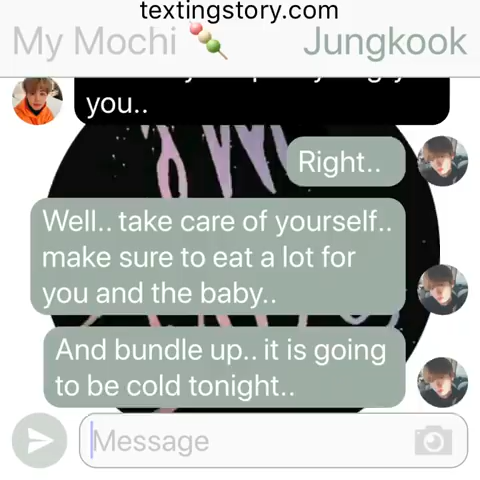 textingstory.com
My Mochi 🍡 Jungkook
you..
Right..
Well.. take care of yourself..
make sure to eat a lot for
you and the baby..
And bundle up.. it is going
to be cold tonight..
Message